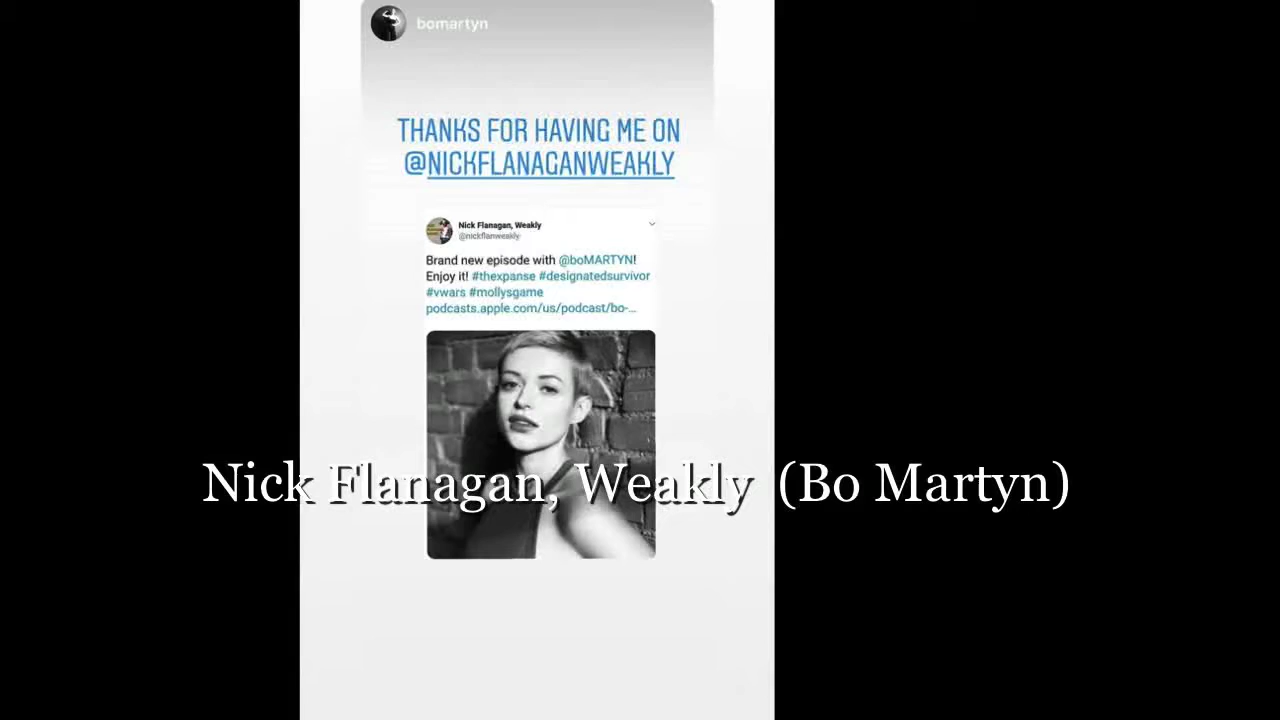 bomartyn
THANKS FOR HAVING ME ON
@NICKFLANAGANWEAKLY
Nick Flanagan, Weakly
@nickflanweakly
Brand new episode with @boMARTYN!
Enjoy it! #thexpanse #designatedsurvivor
#vwars #mollysgame
podcasts.apple.com/us/podcast/bo-...
Nick Flanagan, Weakly (Bo Martyn)